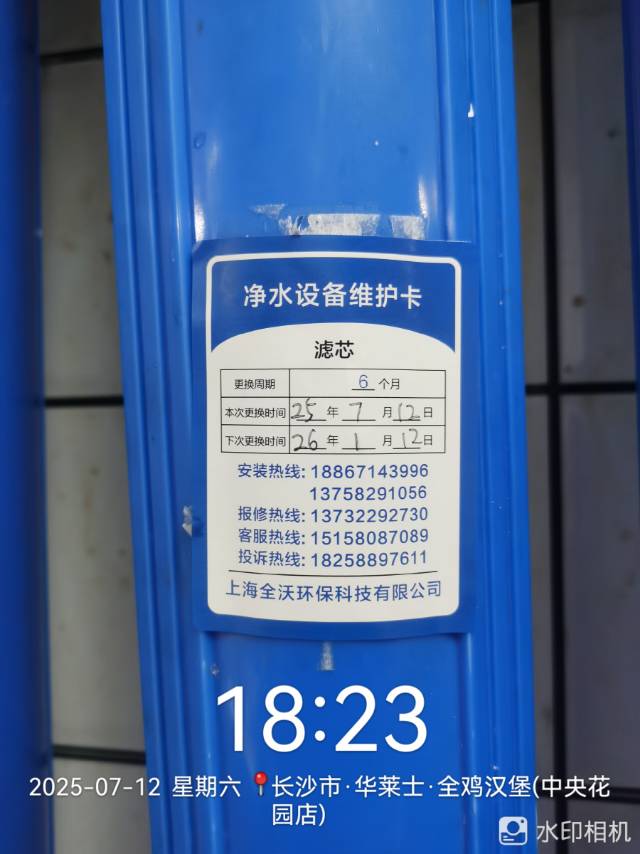 净水设备维护卡
滤芯
更换周期 6 个月
本次更换时间 25 年 7 月 12 日
下次更换时间 26 年 1 月 12 日
安装热线: 18867143996
13758291056
报修热线: 13732292730
客服热线: 15158087089
投诉热线: 18258897611
上海全沃环保科技有限公司
18:23
2025-07-12 星期六 长沙市·华莱士·全鸡汉堡(中央花
园店)
水印相机